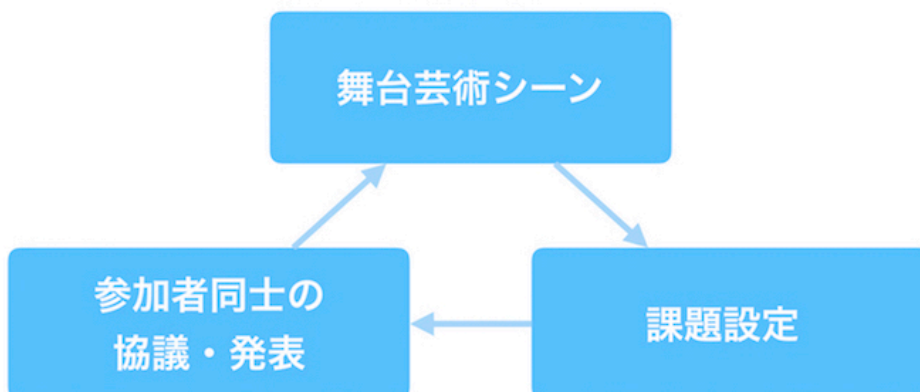 舞台芸術シーン
参加者同士の
協議・発表
課題設定